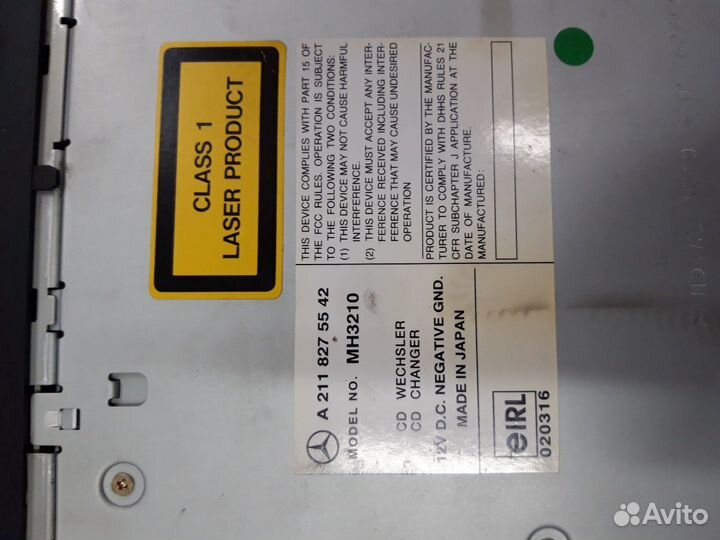 CLASS 1
LASER PRODUCT
THIS DEVICE COMPLIES WITH PART 15 OF
THE FCC RULES. OPERATION IS SUBJECT
TO THE FOLLOWING TWO CONDITIONS:
(1) THIS DEVICE MAY NOT CAUSE HARMFUL
INTERFERENCE.
(2) THIS DEVICE MUST ACCEPT ANY INTER-
FERENCE RECEIVED INCLUDING INTER-
FERENCE THAT MAY CAUSE UNDESIRED
OPERATION
PRODUCT IS CERTIFIED BY THE MANUFAC-
TURER TO COMPLY WITH DHHS RULES 21
CFR SUBCHAPTER J APPLICATION AT THE
DATE OF MANUFACTURE.
MANUFACTURED:
A 211 827 55 42
MODEL NO. MH3210
CD WECHSLER
CD CHANGER
12V D.C. NEGATIVE GND.
MADE IN JAPAN
eIRL
020316
Avito